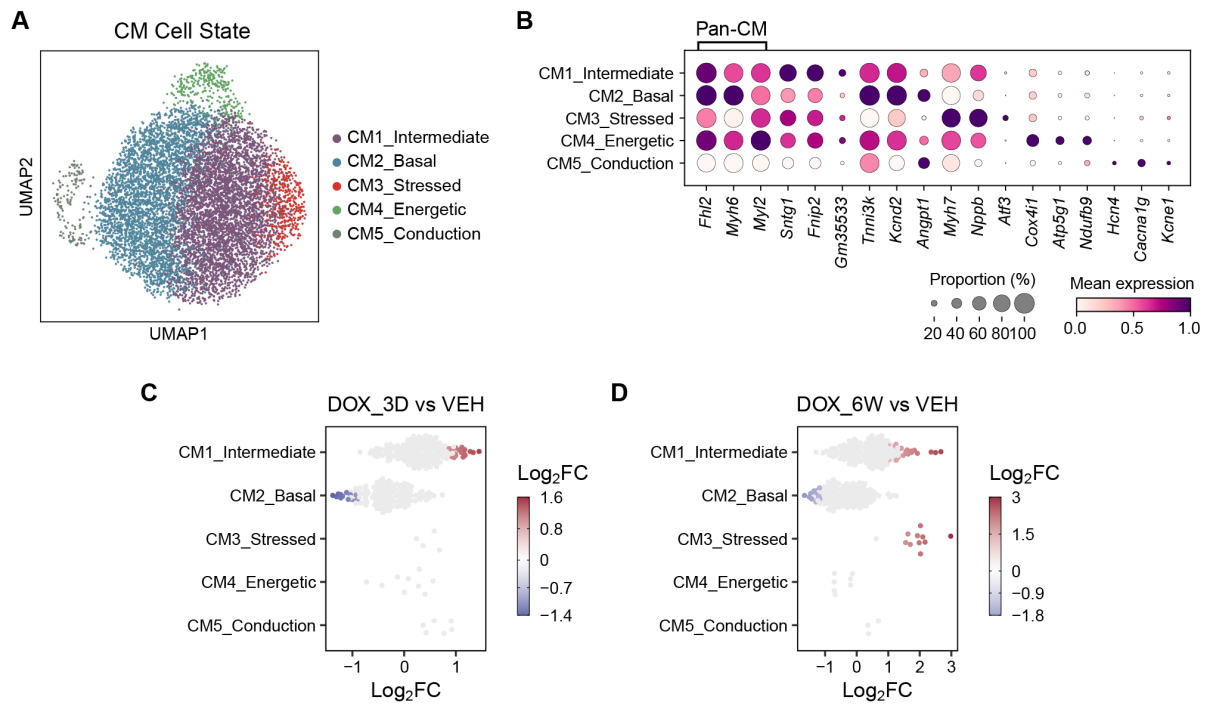 A
CM Cell State
UMAP2
UMAP1
CM1_Intermediate
CM2_Basal
CM3_Stressed
CM4_Energetic
CM5_Conduction
B
Pan-CM
CM1_Intermediate
CM2_Basal
CM3_Stressed
CM4_Energetic
CM5_Conduction
Fhl2
Myh6
Myl2
Sntg1
Fnip2
Gm35533
Tnni3k
Kcnd2
Angpt1
Myh7
Nppb
Atf3
Cox4i1
Atp5g1
Ndufb9
Hcn4
Cacna1g
Kcne1
Proportion (%)
20 40 60 80 100
Mean expression
0.0 0.5 1.0
C
DOX_3D vs VEH
CM1_Intermediate
CM2_Basal
CM3_Stressed
CM4_Energetic
CM5_Conduction
−1 0 1
Log₂FC
Log₂FC
1.6
0.8
0
−0.7
−1.4
D
DOX_6W vs VEH
CM1_Intermediate
CM2_Basal
CM3_Stressed
CM4_Energetic
CM5_Conduction
−1 0 1 2 3
Log₂FC
Log₂FC
3
1.5
0
−0.9
−1.8